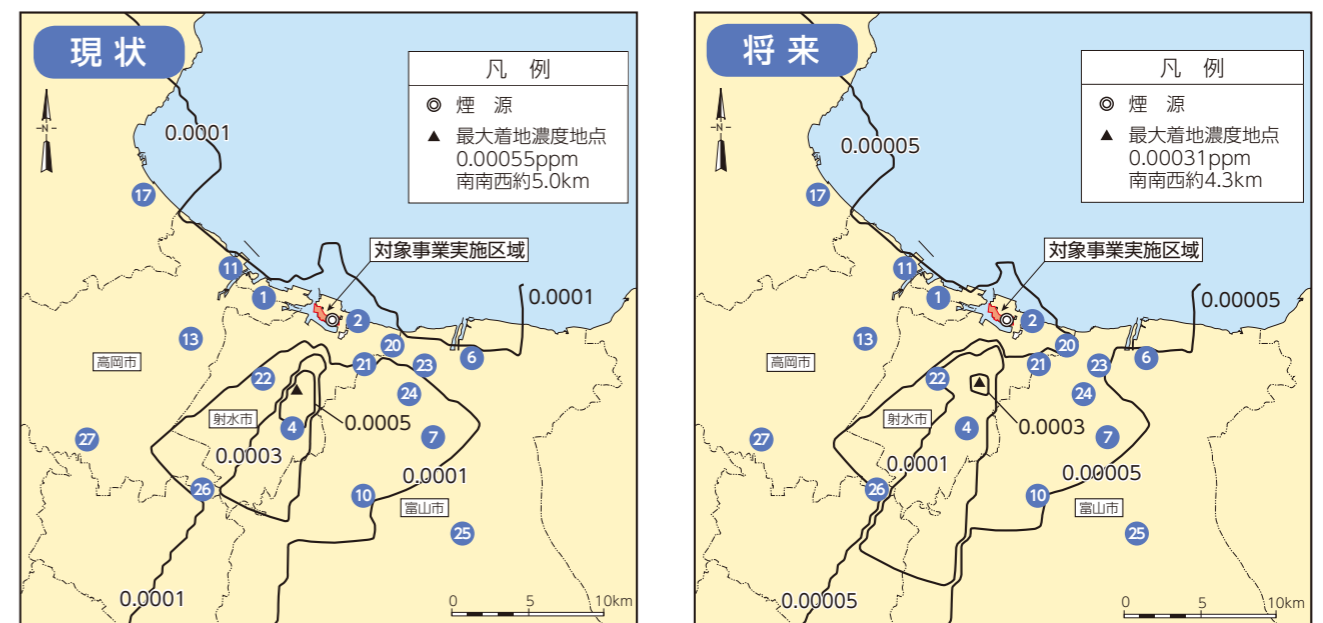 現状
凡 例
煙 源
最大着地濃度地点
0.00055ppm
南南西約5.0km
N
0.0001
17
対象事業実施区域
11
1
2
0.0001
13
20
6
高岡市
21
23
22
24
射水市
0.0005
4
7
27
0.0003
0.0001
26
10
富山市
25
0.0001
0 5 10km
将来
凡 例
煙 源
最大着地濃度地点
0.00031ppm
南南西約4.3km
N
0.00005
17
対象事業実施区域
11
1
2
0.00005
13
20
6
高岡市
21
23
22
24
射水市
0.0003
4
7
27
0.0001
0.00005
26
10
富山市
25
0.00005
0 5 10km